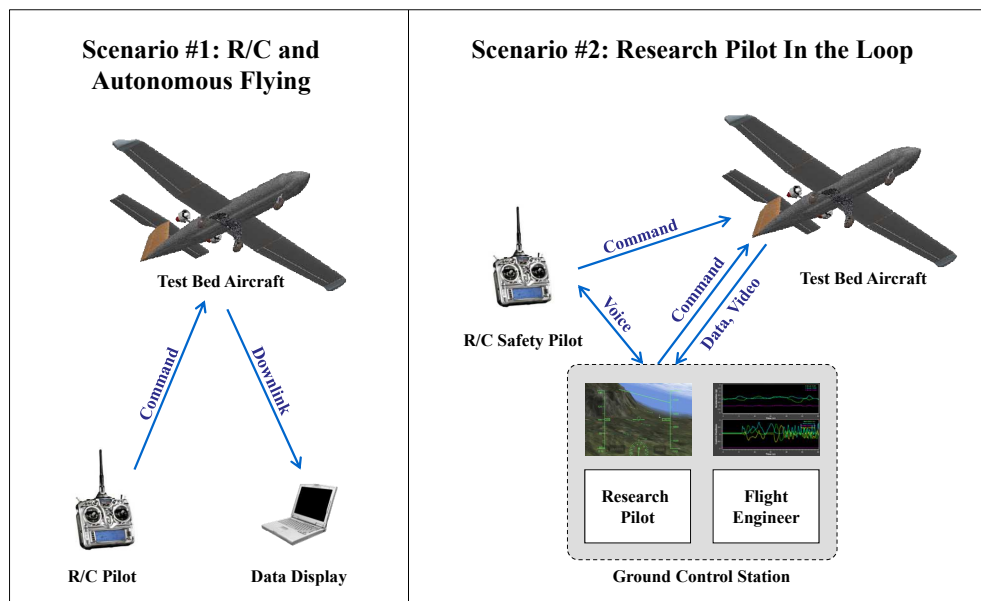 Scenario #1: R/C and
Autonomous Flying
Test Bed Aircraft
Command
Downlink
R/C Pilot
Data Display
Scenario #2: Research Pilot In the Loop
Test Bed Aircraft
Command
R/C Safety Pilot
Voice
Command
Data, Video
Research
Pilot
Flight
Engineer
Ground Control Station